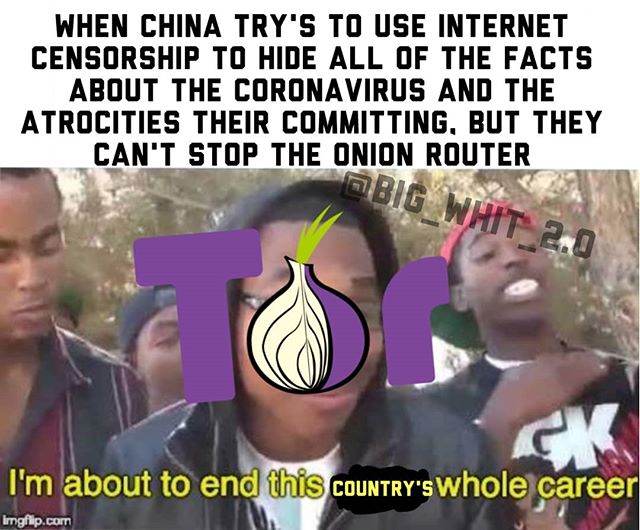 WHEN CHINA TRY'S TO USE INTERNET
CENSORSHIP TO HIDE ALL OF THE FACTS
ABOUT THE CORONAVIRUS AND THE
ATROCITIES THEIR COMMITTING, BUT THEY
CAN'T STOP THE ONION ROUTER
@BIG_WHIT_2.0
Tor
GK
I'm about to end this COUNTRY'S whole career
imgflip.com